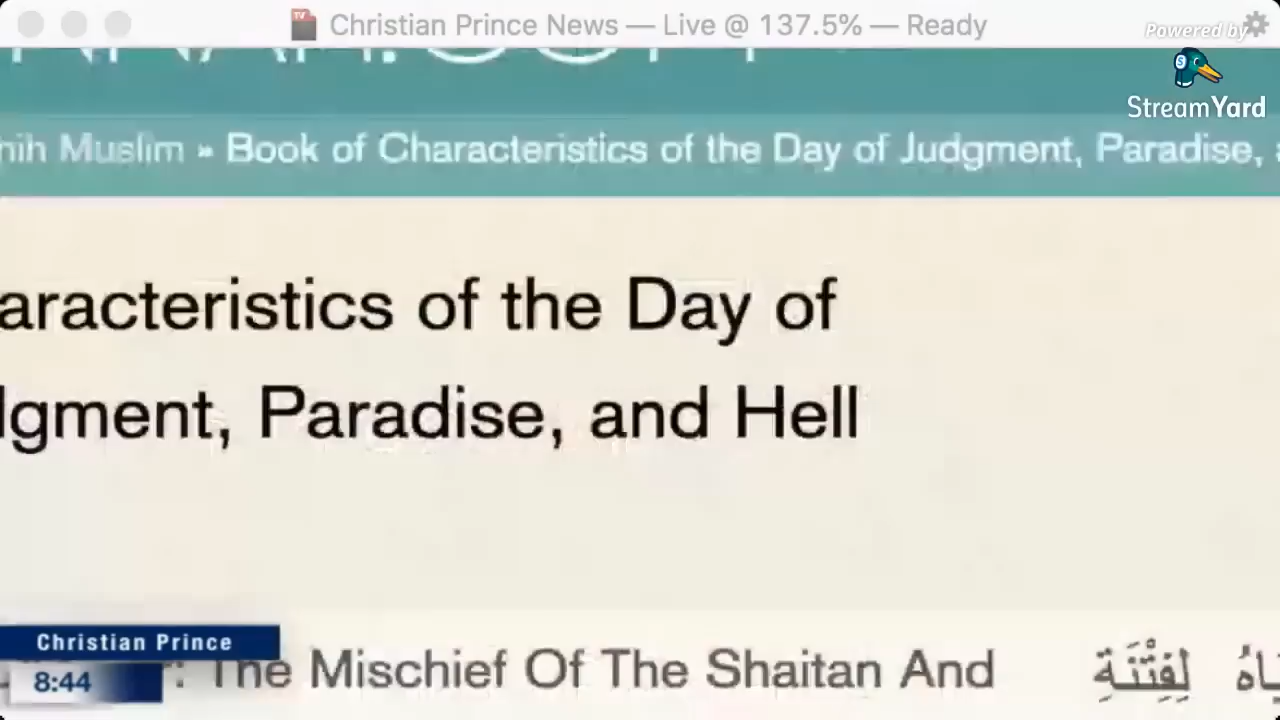 Christian Prince News — Live @ 137.5% — Ready
Powered by
StreamYard
hih Muslim » Book of Characteristics of the Day of Judgment, Paradise,
aracteristics of the Day of
lgment, Paradise, and Hell
Christian Prince
8:44
: The Mischief Of The Shaitan And
لِفِتْنَةِ